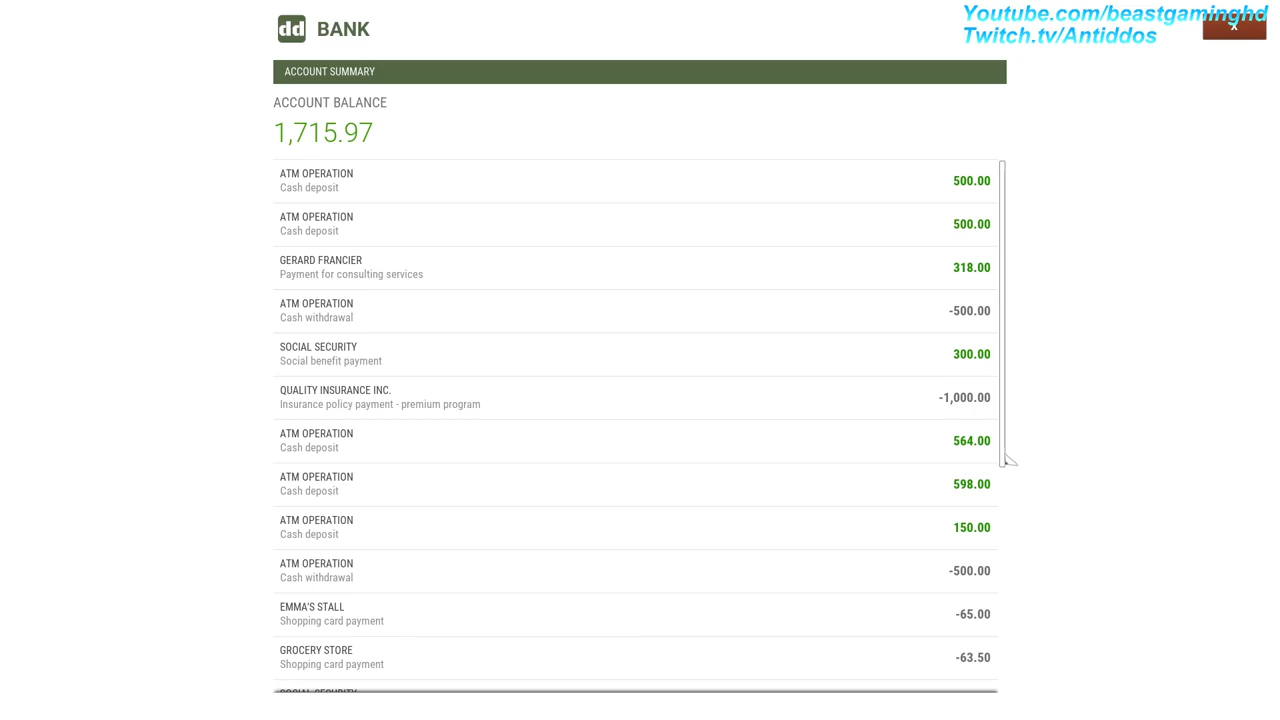 dd BANK
Youtube.com/beastgaminghd
Twitch.tv/Antiddos
x
ACCOUNT SUMMARY
ACCOUNT BALANCE
1,715.97
ATM OPERATION
Cash deposit
500.00
ATM OPERATION
Cash deposit
500.00
GERARD FRANCIER
Payment for consulting services
318.00
ATM OPERATION
Cash withdrawal
-500.00
SOCIAL SECURITY
Social benefit payment
300.00
QUALITY INSURANCE INC.
Insurance policy payment - premium program
-1,000.00
ATM OPERATION
Cash deposit
564.00
ATM OPERATION
Cash deposit
598.00
ATM OPERATION
Cash deposit
150.00
ATM OPERATION
Cash withdrawal
-500.00
EMMA'S STALL
Shopping card payment
-65.00
GROCERY STORE
Shopping card payment
-63.50
SOCIAL SECURITY